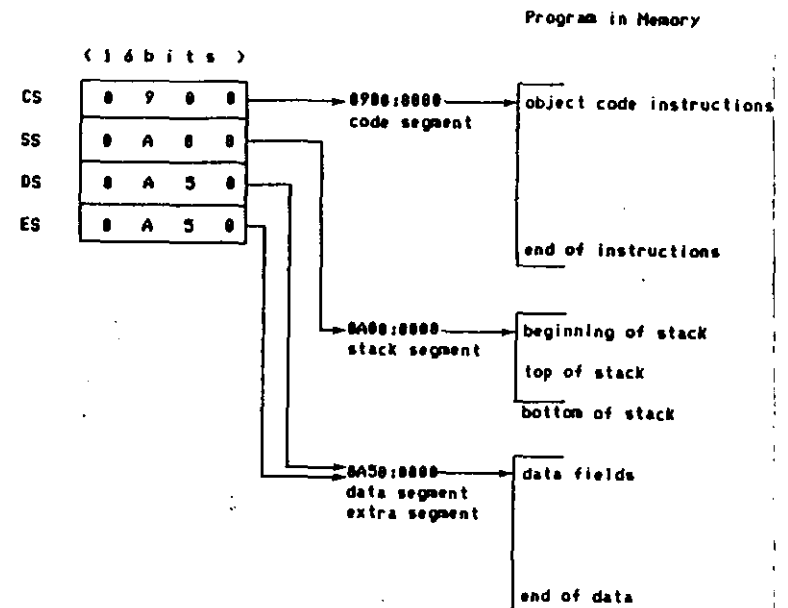 Program in Memory
( 16 bits )
CS 0 9 0 0
0900:0000
object code instructions
code segment
SS 0 A 0 0
DS 0 A 5 0
ES 0 A 5 0
end of instructions
0A00:0000
beginning of stack
stack segment
top of stack
bottom of stack
0A50:0000
data fields
data segment
extra segment
end of data